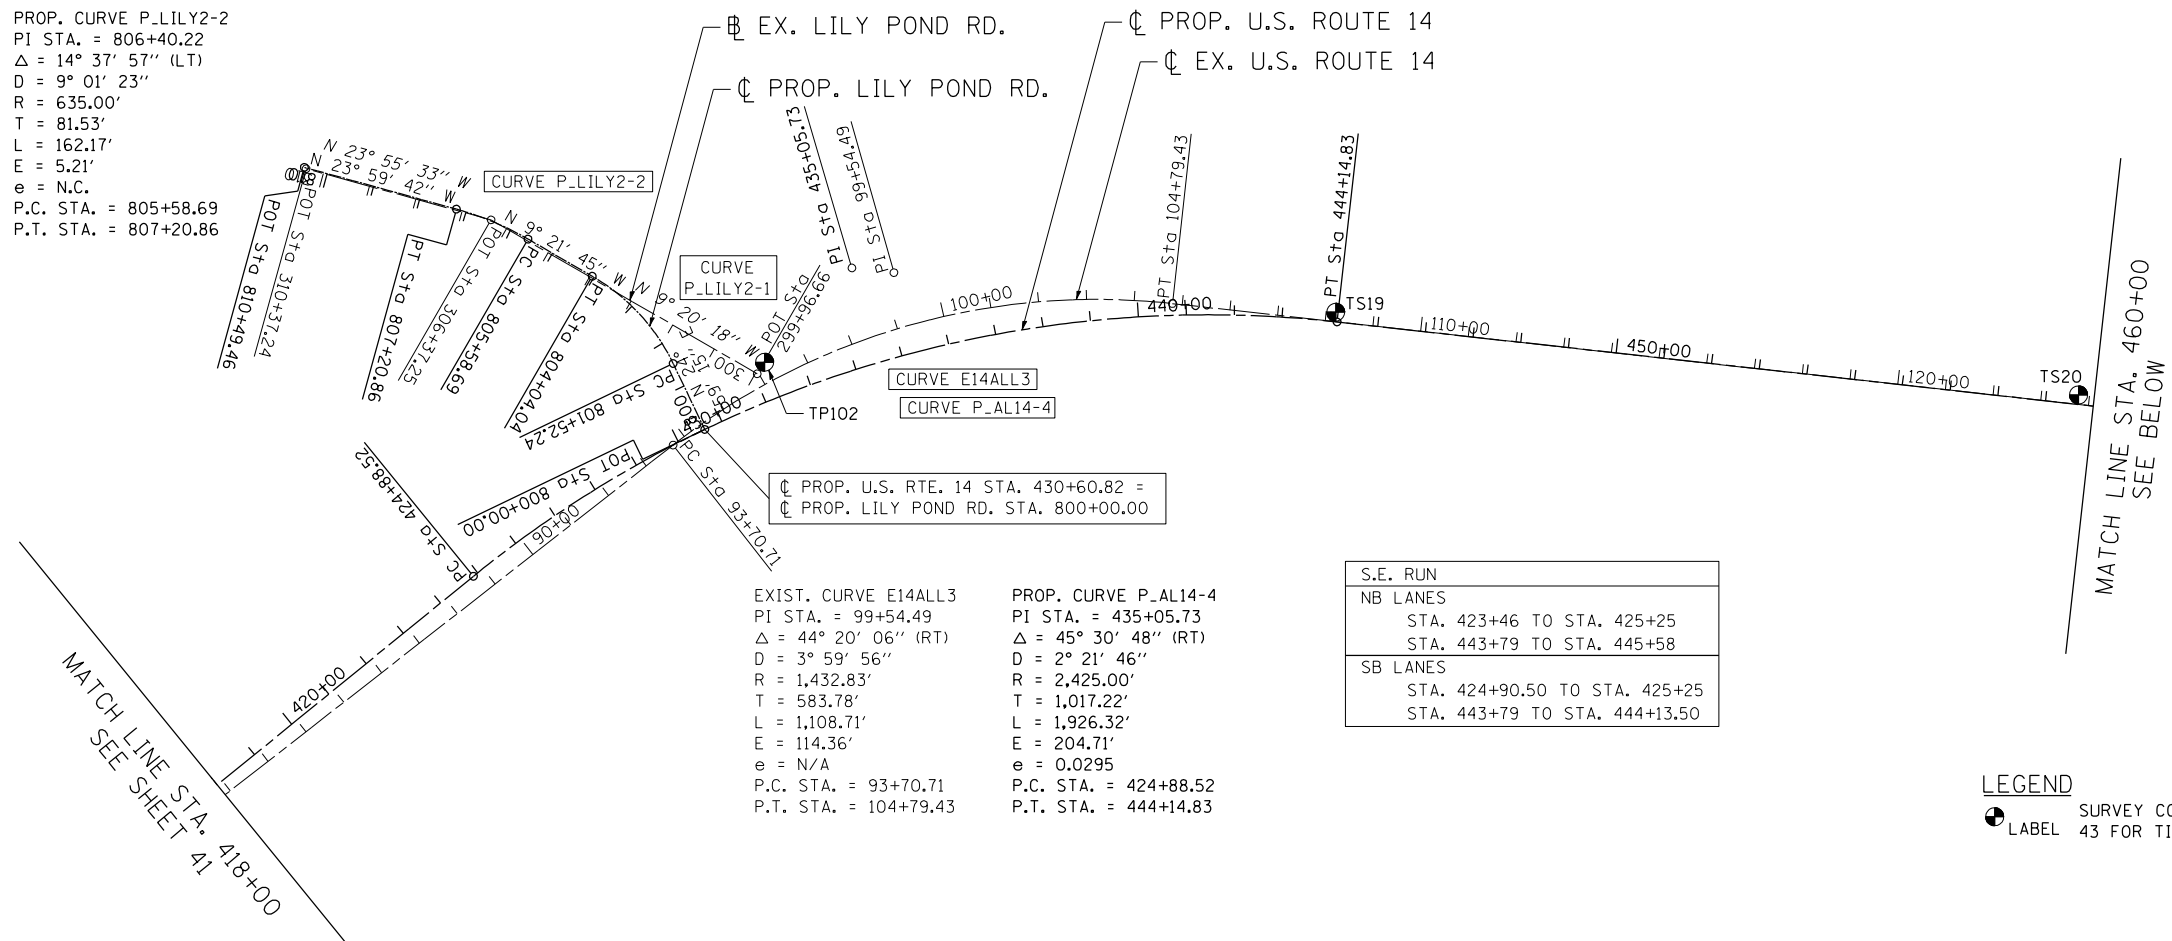 PROP. CURVE P_LILY2-2
PI STA. = 806+40.22
Δ = 14° 37' 57'' (LT)
D = 9° 01' 23''
R = 635.00'
T = 81.53'
L = 162.17'
E = 5.21'
e = N.C.
P.C. STA. = 805+58.69
P.T. STA. = 807+20.86
℄ EX. LILY POND RD.
℄ PROP. LILY POND RD.
℄ PROP. U.S. ROUTE 14
℄ EX. U.S. ROUTE 14
N 23° 55' 33'' W
N 23° 59' 42'' W
CURVE P_LILY2-2
N 9° 21' 45'' W
CURVE
P_LILY2-1
N 9° 20' 18'' W
810
POT Sta 810+49.46
POT Sta 310+37.24
PT Sta 807+20.86
POT Sta 306+37.25
PC Sta 805+58.69
PT Sta 804+04.04
PC Sta 801+52.24
POT Sta 800+00.00
POT Sta
299+96.66
300
PI Sta 435+05.73
PI Sta 99+54.49
PT Sta 104+79.43
PT Sta 444+14.83
TS19
TS20
TP102
100+00
440+00
110+00
450+00
120+00
430+00
CURVE E14ALL3
CURVE P_AL14-4
PC Sta 424+88.52
PC Sta 93+70.71
90+00
420+00
℄ PROP. U.S. RTE. 14 STA. 430+60.82 =
℄ PROP. LILY POND RD. STA. 800+00.00
MATCH LINE STA. 418+00
SEE SHEET 41
MATCH LINE STA. 460+00
SEE BELOW
EXIST. CURVE E14ALL3
PI STA. = 99+54.49
Δ = 44° 20' 06'' (RT)
D = 3° 59' 56''
R = 1,432.83'
T = 583.78'
L = 1,108.71'
E = 114.36'
e = N/A
P.C. STA. = 93+70.71
P.T. STA. = 104+79.43
PROP. CURVE P_AL14-4
PI STA. = 435+05.73
Δ = 45° 30' 48'' (RT)
D = 2° 21' 46''
R = 2,425.00'
T = 1,017.22'
L = 1,926.32'
E = 204.71'
e = 0.0295
P.C. STA. = 424+88.52
P.T. STA. = 444+14.83
S.E. RUN
NB LANES
STA. 423+46 TO STA. 425+25
STA. 443+79 TO STA. 445+58
SB LANES
STA. 424+90.50 TO STA. 425+25
STA. 443+79 TO STA. 444+13.50
LEGEND
LABEL
SURVEY CO
43 FOR TI